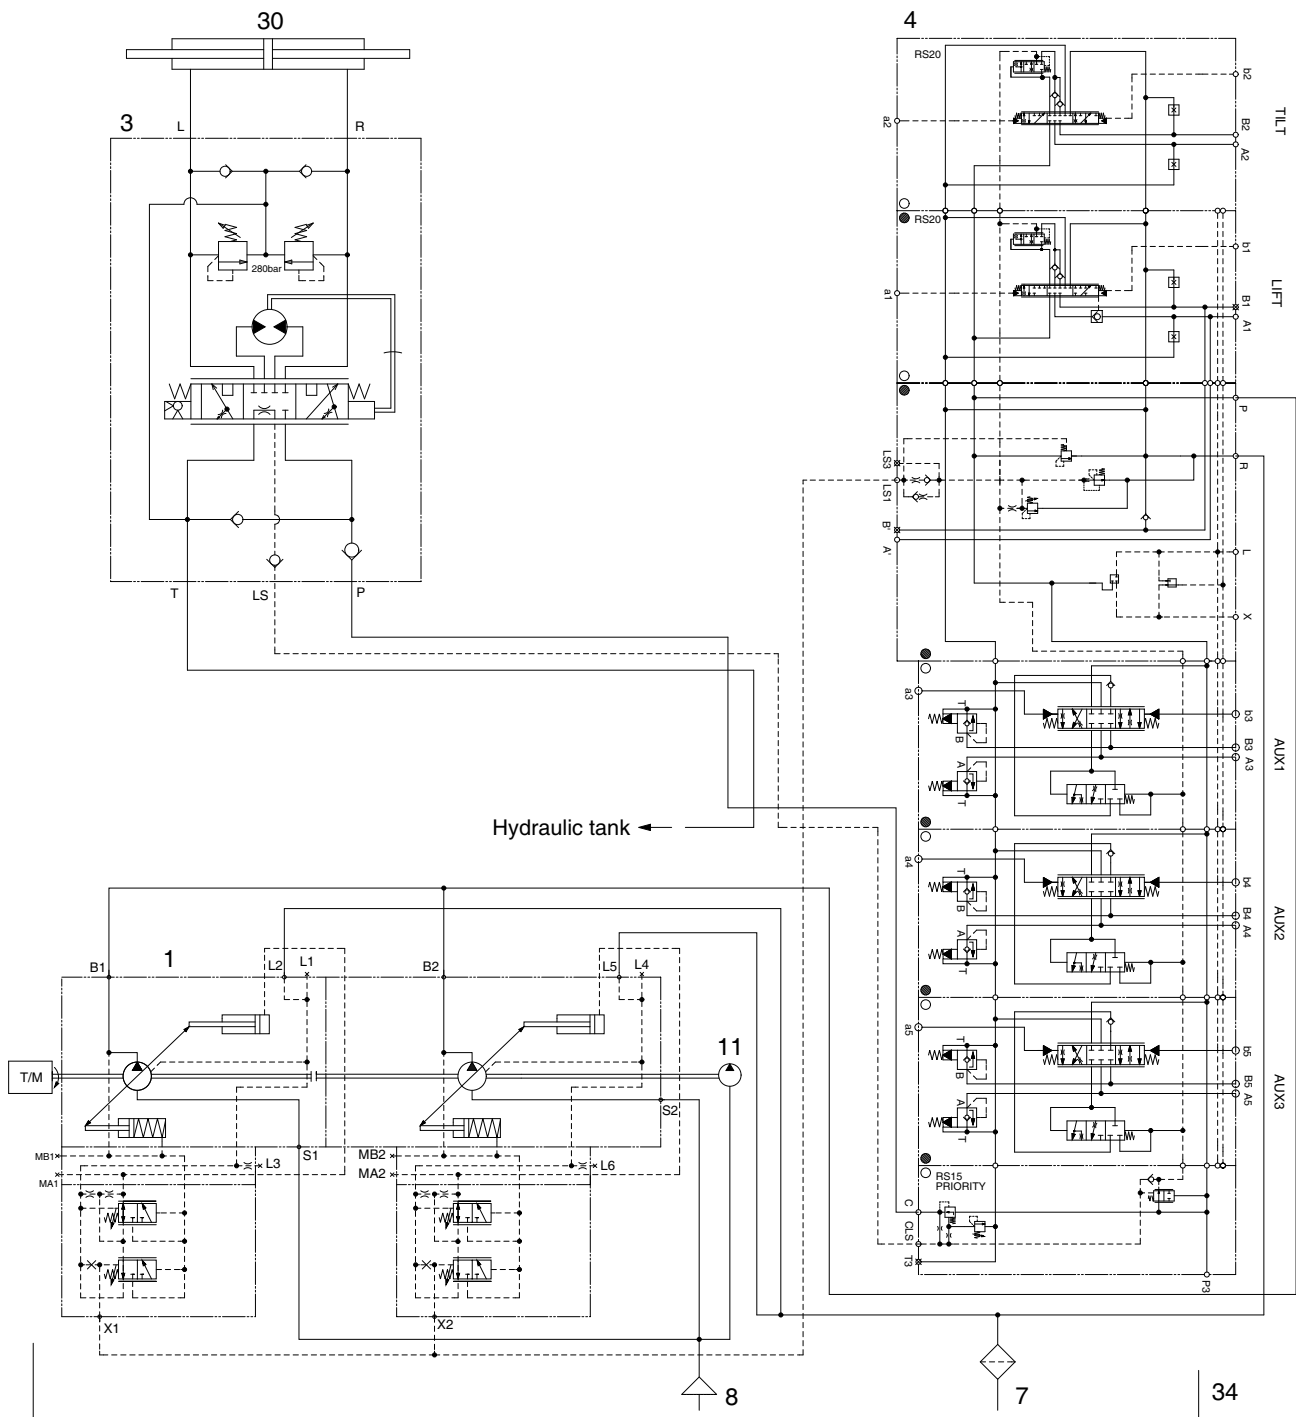 30
4
RS20
b2
a2
B2
A2
TILT
3
L
R
280bar
RS20
b1
a1
B1
A1
LIFT
P
LS3
LS1
R
B'
A'
L
X
T
LS
P
a3
T
B
A
T
b3
B3
A3
AUX1
Hydraulic tank
a4
T
B
A
T
b4
B4
A4
AUX2
1
B1
L2
L1
B2
L5
L4
a5
T
B
A
T
b5
B5
A5
AUX3
T/M
11
S2
MB1
MA1
L3
S1
MB2
MA2
L6
RS15
PRIORITY
C
CLS
T3
P3
X1
X2
8
7
34